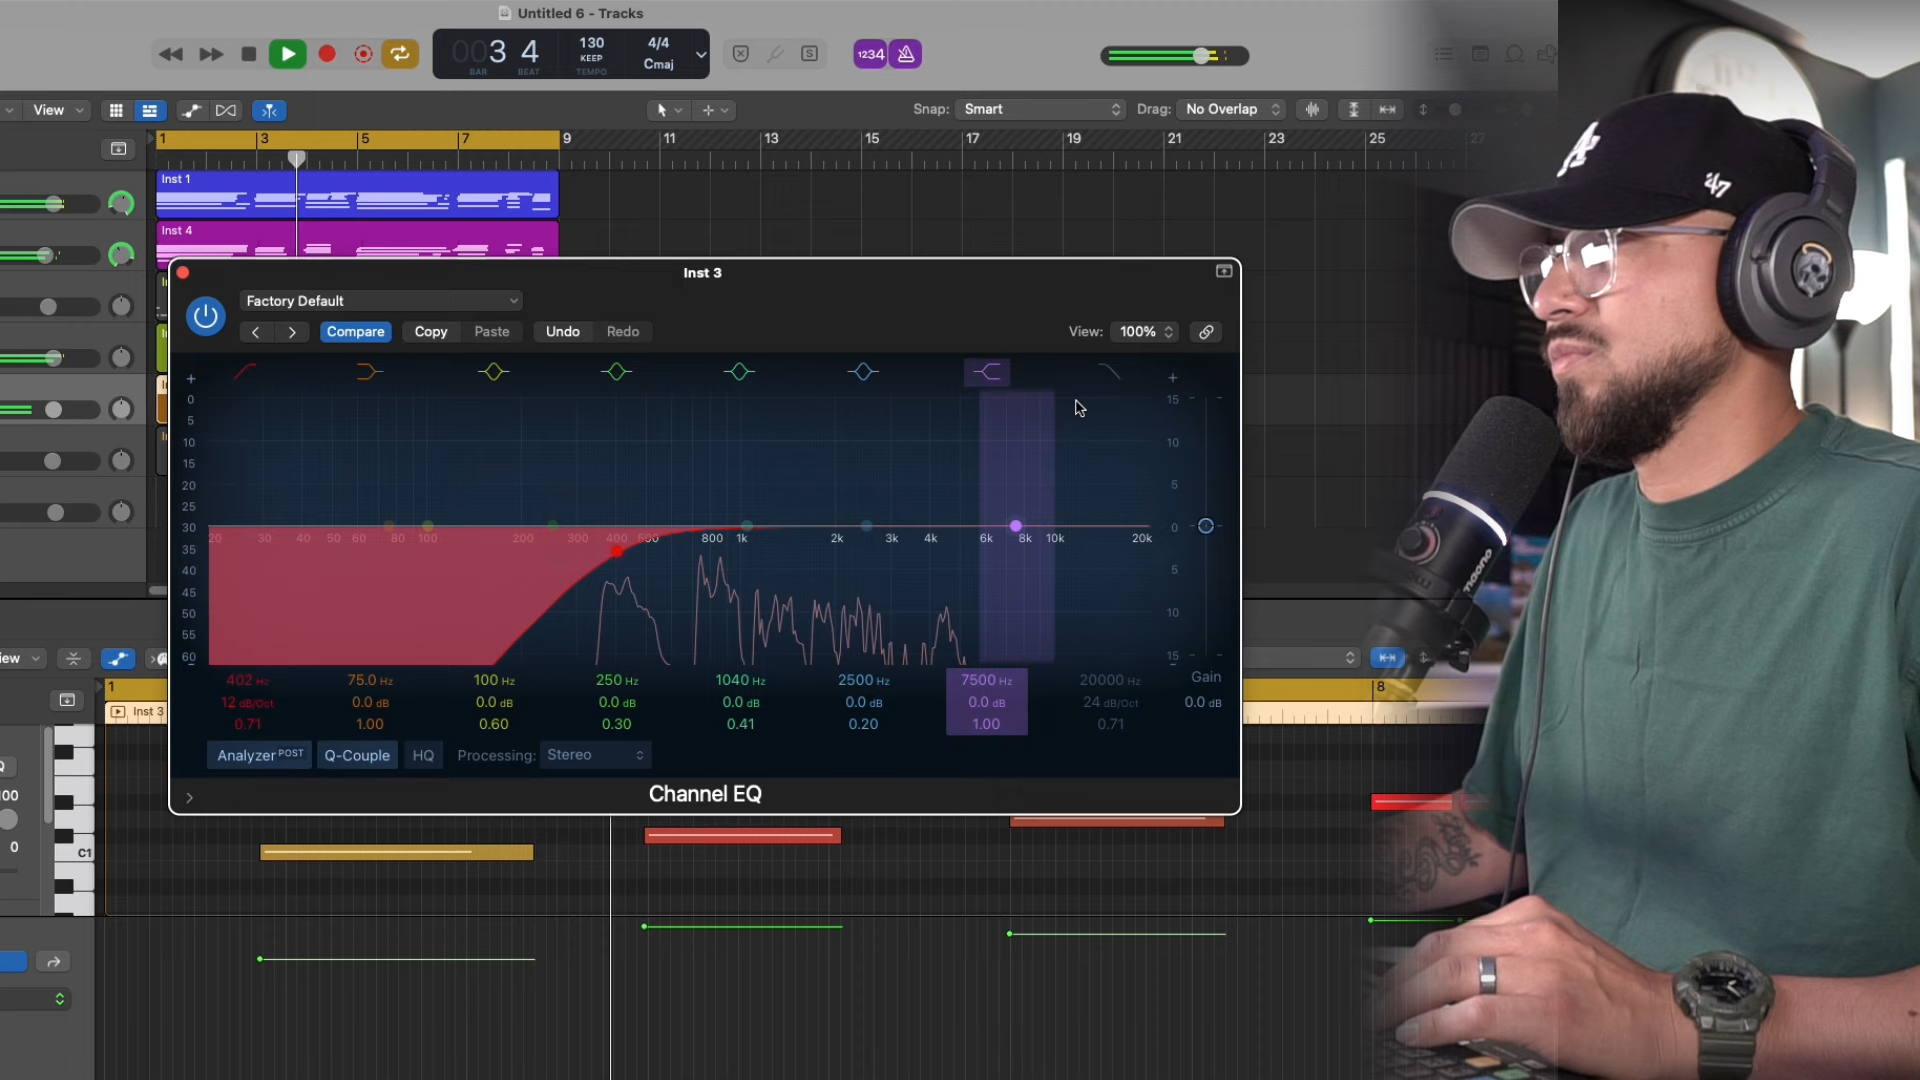 Untitled 6 - Tracks
003 4
BAR BEAT
130
KEEP
TEMPO
4/4
Cmaj
S
1234
View
Snap: Smart
Drag: No Overlap
1 3 5 7 9 11 13 15 17 19 21 23 25 27
Inst 1
Inst 4
Inst 3
Factory Default
Compare Copy Paste Undo Redo
View: 100%
+ +
0 5 10 15 20 25 30 35 40 45 50 55 60
15 10 5 0 5 10 15
20 30 40 50 60 80 100 200 300 400 600 800 1k 2k 3k 4k 6k 8k 10k 20k
402 Hz 75.0 Hz 100 Hz 250 Hz 1040 Hz 2500 Hz 7500 Hz 20000 Hz Gain
12 dB/Oct 0.0 dB 0.0 dB 0.0 dB 0.0 dB 0.0 dB 0.0 dB 24 dB/Oct 0.0 dB
0.71 1.00 0.60 0.30 0.41 0.20 1.00 0.71
Analyzer POST Q-Couple HQ Processing: Stereo
Channel EQ
1 8
Inst 3
C1
0
47
maono